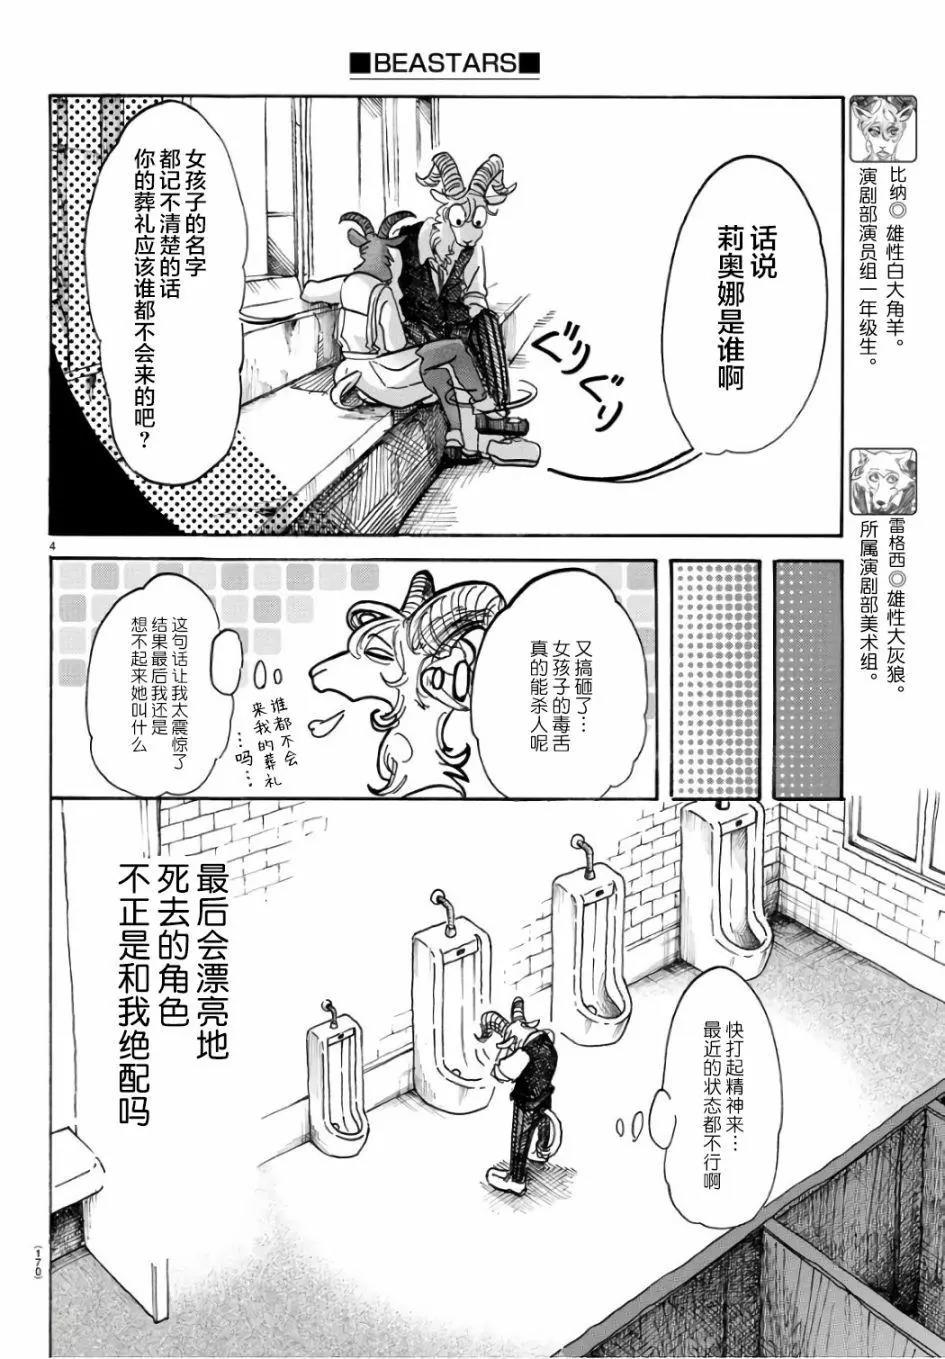 ■BEASTARS■
比纳◎雄性白大角羊。
演剧部演员组一年级生。
雷格西◎雄性大灰狼。
所属演剧部美术组。
话说
莉奥娜是谁啊
ぐりぐり
女孩子的名字
都记不清楚的话
你的葬礼应该谁都不会来的吧？
4
又搞砸了…
女孩子的毒舌
真的能杀人呢
谁都不会
来我的葬礼
…吗…
这句话让我太震惊了
结果最后我还是
想不起来她叫什么
最后会漂亮地
死去的角色
不正是和我绝配吗
快打起精神来…
最近的状态都不行啊
(170)